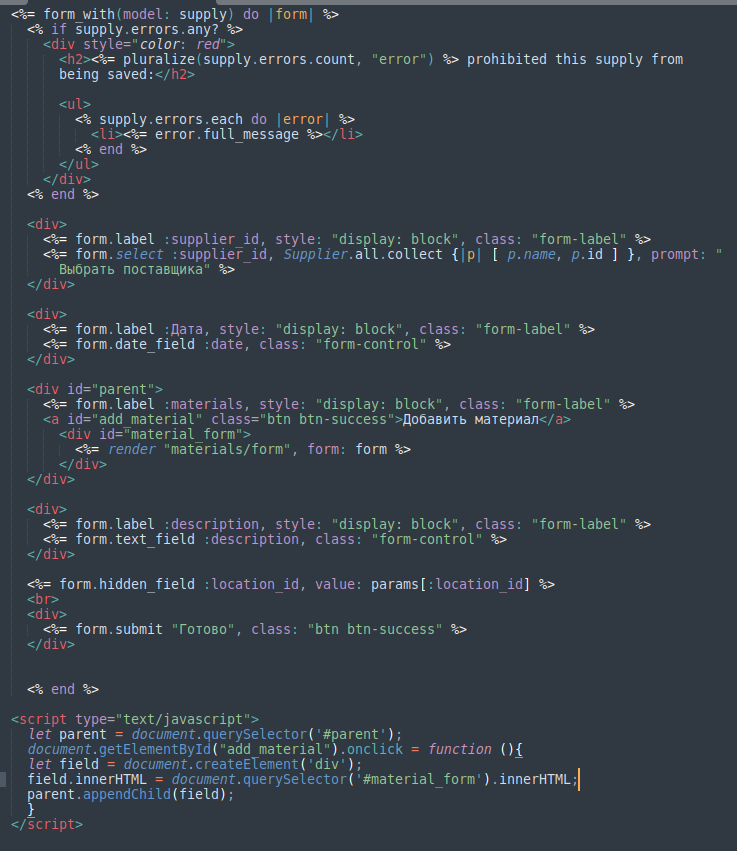 <%= form_with(model: supply) do |form| %>
<% if supply.errors.any? %>
<div style="color: red">
<h2><%= pluralize(supply.errors.count, "error") %> prohibited this supply from
being saved:</h2>
<ul>
<% supply.errors.each do |error| %>
<li><%= error.full_message %></li>
<% end %>
</ul>
</div>
<% end %>
<div>
<%= form.label :supplier_id, style: "display: block", class: "form-label" %>
<%= form.select :supplier_id, Supplier.all.collect {|p| [ p.name, p.id ] }, prompt: "
Выбрать поставщика" %>
</div>
<div>
<%= form.label :Дата, style: "display: block", class: "form-label" %>
<%= form.date_field :date, class: "form-control" %>
</div>
<div id="parent">
<%= form.label :materials, style: "display: block", class: "form-label" %>
<a id="add_material" class="btn btn-success">Добавить материал</a>
<div id="material_form">
<%= render "materials/form", form: form %>
</div>
</div>
<div>
<%= form.label :description, style: "display: block", class: "form-label" %>
<%= form.text_field :description, class: "form-control" %>
</div>
<%= form.hidden_field :location_id, value: params[:location_id] %>
<br>
<div>
<%= form.submit "Готово", class: "btn btn-success" %>
</div>
<% end %>
<script type="text/javascript">
let parent = document.querySelector('#parent');
document.getElementById("add_material").onclick = function (){
let field = document.createElement('div');
field.innerHTML = document.querySelector('#material_form').innerHTML;
parent.appendChild(field);
}
</script>